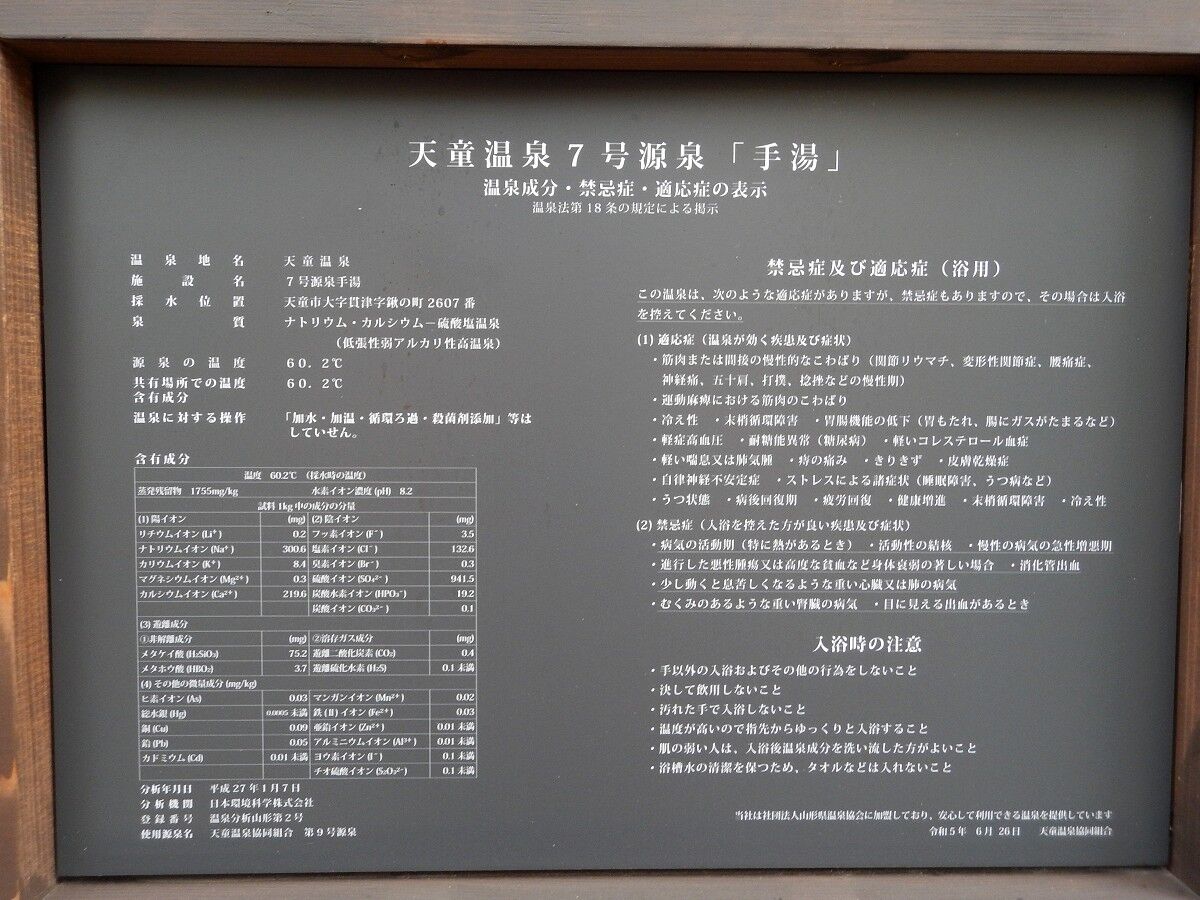 天童温泉7号源泉「手湯」
温泉成分・禁忌症・適応症の表示
温泉法第18条の規定による掲示
温泉地名 天童温泉
施設名 7号源泉手湯
採水位置 天童市大字貫津字鍬の町2607番
泉質 ナトリウム・カルシウム－硫酸塩温泉
（低張性弱アルカリ性高温泉）
源泉の温度 60．2℃
共有場所での温度 60．2℃
含有成分
温泉に対する操作 「加水・加温・循環ろ過・殺菌剤添加」等は
していせん。
含有成分
温度 60.2℃ （採水時の温度）
蒸発残留物 1755mg/kg 水素イオン濃度(pH) 8.2
試料1kg中の成分の分量
(1)陽イオン (mg) (2)陰イオン (mg)
リチウムイオン(Li⁺) 0.2 フッ素イオン(F⁻) 3.5
ナトリウムイオン(Na⁺) 300.6 塩素イオン(Cl⁻) 132.6
カリウムイオン(K⁺) 8.4 臭素イオン(Br⁻) 0.3
マグネシウムイオン(Mg²⁺) 0.3 硫酸イオン(SO₄²⁻) 941.5
カルシウムイオン(Ca²⁺) 219.6 炭酸水素イオン(HPO₃⁻) 19.2
炭酸イオン(CO₃²⁻) 0.1
(3)遊離成分
①非解離成分 (mg) ②溶存ガス成分 (mg)
メタケイ酸(H₂SiO₃) 75.2 遊離二酸化炭素(CO₂) 0.4
メタホウ酸(HBO₂) 3.7 遊離硫化水素(H₂S) 0.1未満
(4)その他の微量成分(mg/kg)
ヒ素イオン(As) 0.03 マンガンイオン(Mn²⁺) 0.02
総水銀(Hg) 0.0005未満 鉄(Ⅱ)イオン(Fe²⁺) 0.03
銅(Cu) 0.09 亜鉛イオン(Zn²⁺) 0.01未満
鉛(Pb) 0.05 アルミニウムイオン(Al³⁺) 0.01未満
カドミウム(Cd) 0.01未満 ヨウ素イオン(I⁻) 0.1未満
チオ硫酸イオン(S₂O₃²⁻) 0.1未満
分析年月日 平成27年1月7日
分析機関 日本環境科学株式会社
登録番号 温泉分析山形第2号
使用源泉名 天童温泉協同組合 第9号源泉
禁忌症及び適応症（浴用）
この温泉は、次のような適応症がありますが、禁忌症もありますので、その場合は入浴
を控えてください。
(1) 適応症（温泉が効く疾患及び症状）
・筋肉または間接の慢性的なこわばり（関節リウマチ、変形性関節症、腰痛症、
神経痛、五十肩、打撲、捻挫などの慢性期）
・運動麻痺における筋肉のこわばり
・冷え性 ・末梢循環障害 ・胃腸機能の低下（胃もたれ、腸にガスがたまるなど）
・軽症高血圧 ・耐糖能異常（糖尿病） ・軽いコレステロール血症
・軽い喘息又は肺気腫 ・痔の痛み ・きりきず ・皮膚乾燥症
・自律神経不安定症 ・ストレスによる諸症状（睡眠障害、うつ病など）
・うつ状態 ・病後回復期 ・疲労回復 ・健康増進 ・末梢循環障害 ・冷え性
(2) 禁忌症（入浴を控えた方が良い疾患及び症状）
・病気の活動期（特に熱があるとき） ・活動性の結核 ・慢性の病気の急性増悪期
・進行した悪性腫瘍又は高度な貧血など身体衰弱の著しい場合 ・消化管出血
・少し動くと息苦しくなるような重い心臓又は肺の病気
・むくみのあるような重い腎臓の病気 ・目に見える出血があるとき
入浴時の注意
・手以外の入浴およびその他の行為をしないこと
・決して飲用しないこと
・汚れた手で入浴しないこと
・温度が高いので指先からゆっくりと入浴すること
・肌の弱い人は、入浴後温泉成分を洗い流した方がよいこと
・浴槽水の清潔を保つため、タオルなどは入れないこと
当社は社団法人山形県温泉協会に加盟しており、安心して利用できる温泉を提供しています
令和5年 6月26日 天童温泉協同組合